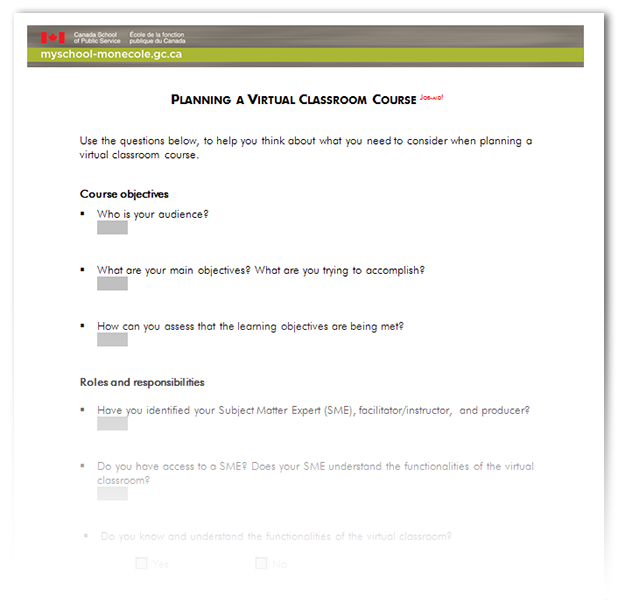 Canada School
of Public Service
École de la fonction
publique du Canada
myschool-monecole.gc.ca
PLANNING A VIRTUAL CLASSROOM COURSE JOB-AID!
Use the questions below, to help you think about what you need to consider when planning a
virtual classroom course.
Course objectives
▪ Who is your audience?
▪ What are your main objectives? What are you trying to accomplish?
▪ How can you assess that the learning objectives are being met?
Roles and responsibilities
▪ Have you identified your Subject Matter Expert (SME), facilitator/instructor, and producer?
▪ Do you have access to a SME? Does your SME understand the functionalities of the virtual
classroom?
▪ Do you know and understand the functionalities of the virtual classroom?
Yes No